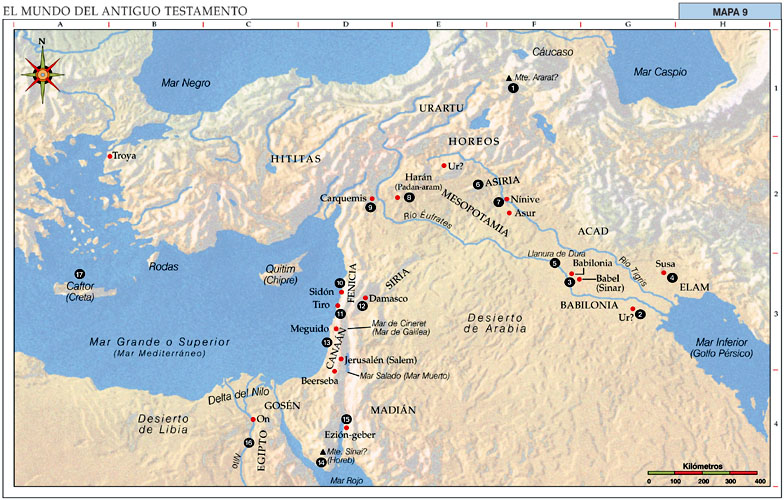 EL MUNDO DEL ANTIGUO TESTAMENTO
MAPA 9
A B C D E F G H
N
Cáucaso
Mar Negro
Mar Caspio
Mte. Ararat?
1
1
URARTU
HOREOS
Troya
HITITAS
Ur?
Harán
(Padan-aram)
8
6
ASIRIA
2
2
Carquemis
9
MESOPOTAMIA
7
Nínive
Asur
Río Eufrates
ACAD
Rodas
17
Caftor
(Creta)
Quitim
(Chipre)
10
Sidón
FENICIA
SIRIA
Llanura de Dura
5
Babilonia
3
Babel
(Sinar)
Río Tigris
Susa
4
ELAM
Tiro
11
12
Damasco
BABILONIA
Ur?
2
3
3
Mar Grande o Superior
(Mar Mediterráneo)
Meguido
13
Mar de Cineret
(Mar de Galilea)
CANAÁN
Desierto
de Arabia
Mar Inferior
(Golfo Pérsico)
Jerusalén (Salem)
Beerseba
Mar Salado (Mar Muerto)
Delta del Nilo
GOSÉN
Desierto
de Libia
On
16
EGIPTO
Nilo
MADIÁN
15
Ezión-geber
4
4
Mte. Sinaí?
(Horeb)
14
Mar Rojo
Kilómetros
0 100 200 300 400